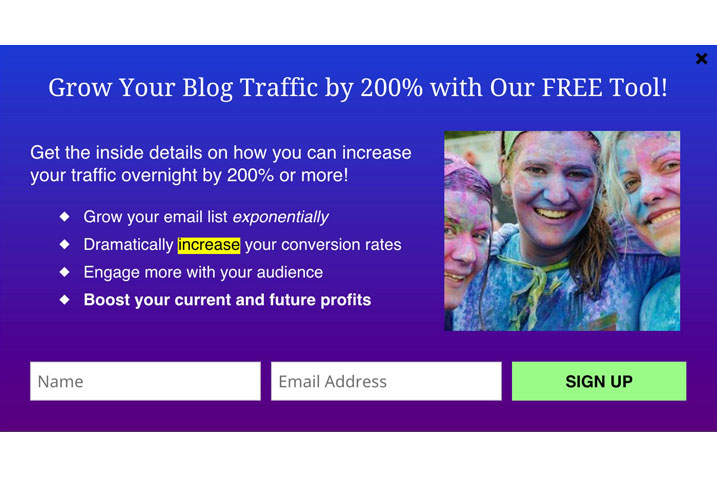 Grow Your Blog Traffic by 200% with Our FREE Tool!
Get the inside details on how you can increase
your traffic overnight by 200% or more!
Grow your email list exponentially
Dramatically increase your conversion rates
Engage more with your audience
Boost your current and future profits
Name
Email Address
SIGN UP